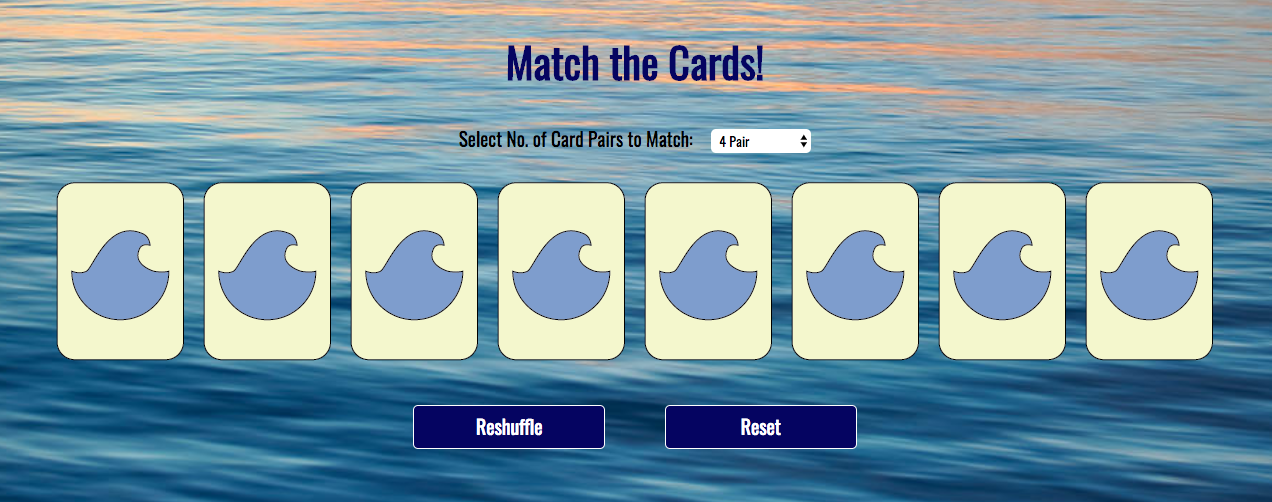 Match the Cards!
Select No. of Card Pairs to Match: 4 Pair
Reshuffle Reset